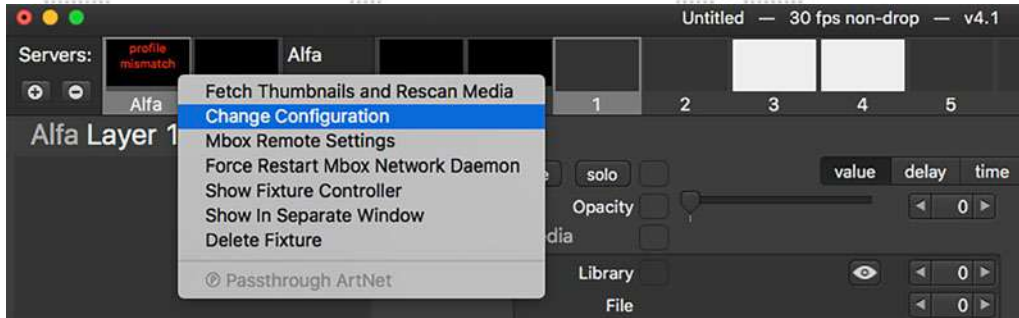 Untitled — 30 fps non-drop — v4.1
Servers:
profile
mismatch
Alfa
Alfa
1 2 3 4 5
Alfa Layer 1
Fetch Thumbnails and Rescan Media
Change Configuration
Mbox Remote Settings
Force Restart Mbox Network Daemon
Show Fixture Controller
Show In Separate Window
Delete Fixture
℗ Passthrough ArtNet
solo
value delay time
Opacity
0
Library
0
File
0